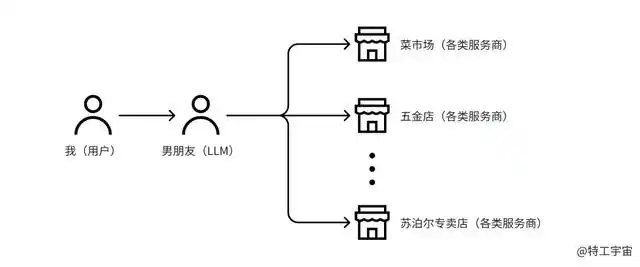 菜市场（各类服务商）
五金店（各类服务商）
我（用户）
男朋友（LLM）
苏泊尔专卖店（各类服务商）
@特工宇宙